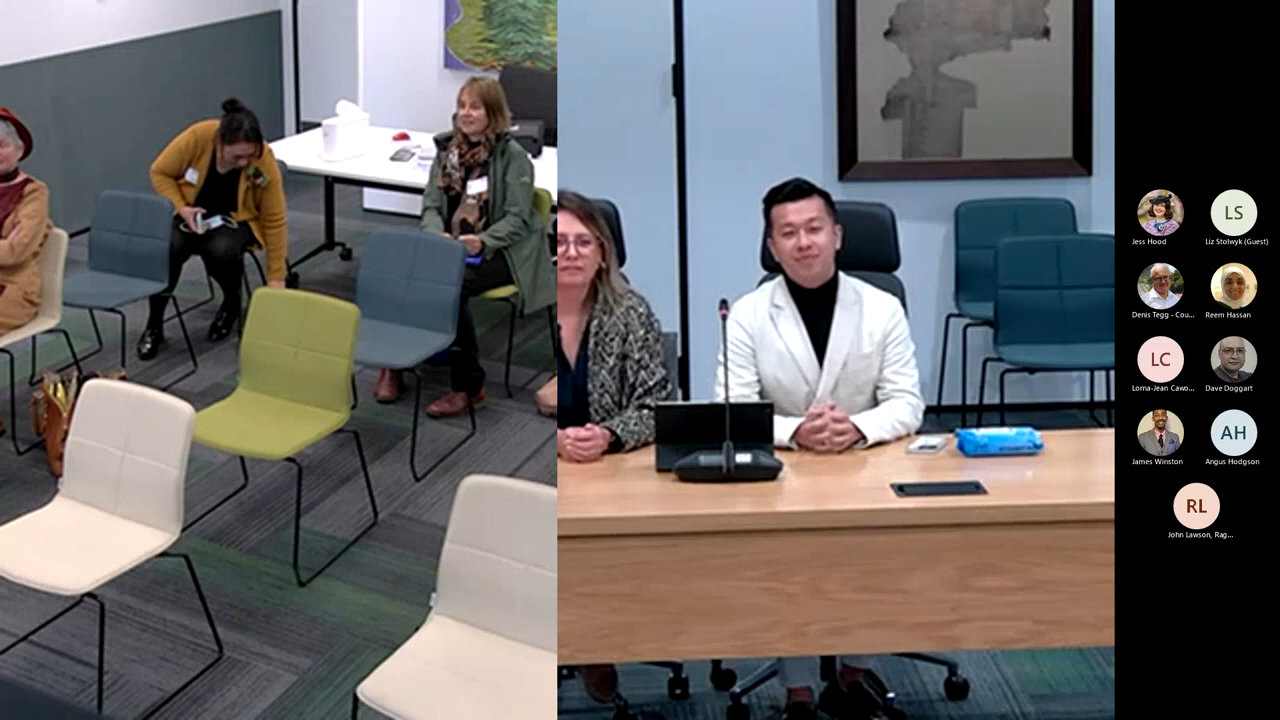 Jess Hood
LS
Liz Stolwyk (Guest)
Denis Tegg - Cou...
Reem Hassan
LC
Lorna-Jean Cawo...
Dave Doggart
James Winston
AH
Angus Hodgson
RL
John Lawson, Rag...